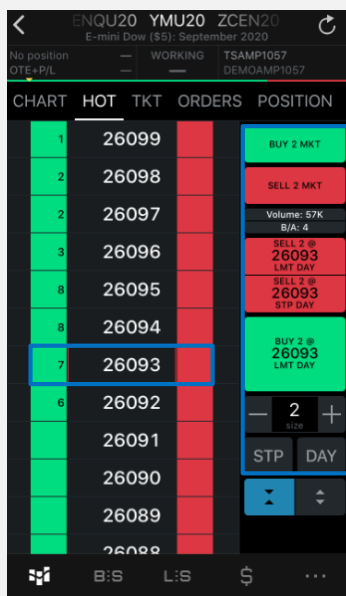 ENQU20 YMU20 ZCEN20
E-mini Dow ($5): September 2020
No position — WORKING — TSAMP1057
OTE+P/L — — DEMOAMP1057
CHART HOT TKT ORDERS POSITION
1 26099
2 26098
2 26097
3 26096
8 26095
8 26094
7 26093
6 26092
26091
26090
26089
26088
BUY 2 MKT
SELL 2 MKT
Volume: 57K
B/A: 4
SELL 2 @
26093
LMT DAY
SELL 2 @
26093
STP DAY
BUY 2 @
26093
LMT DAY
— 2 +
size
STP DAY
B:S L:S $ ...